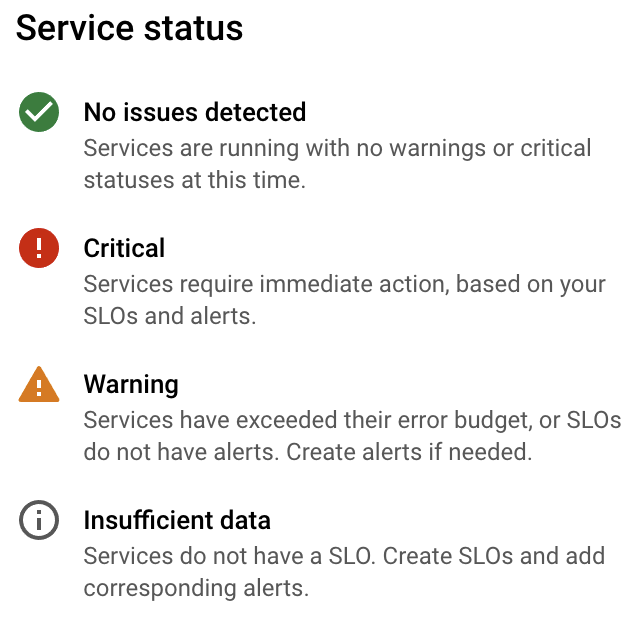 Service status
No issues detected
Services are running with no warnings or critical
statuses at this time.
Critical
Services require immediate action, based on your
SLOs and alerts.
Warning
Services have exceeded their error budget, or SLOs
do not have alerts. Create alerts if needed.
Insufficient data
Services do not have a SLO. Create SLOs and add
corresponding alerts.